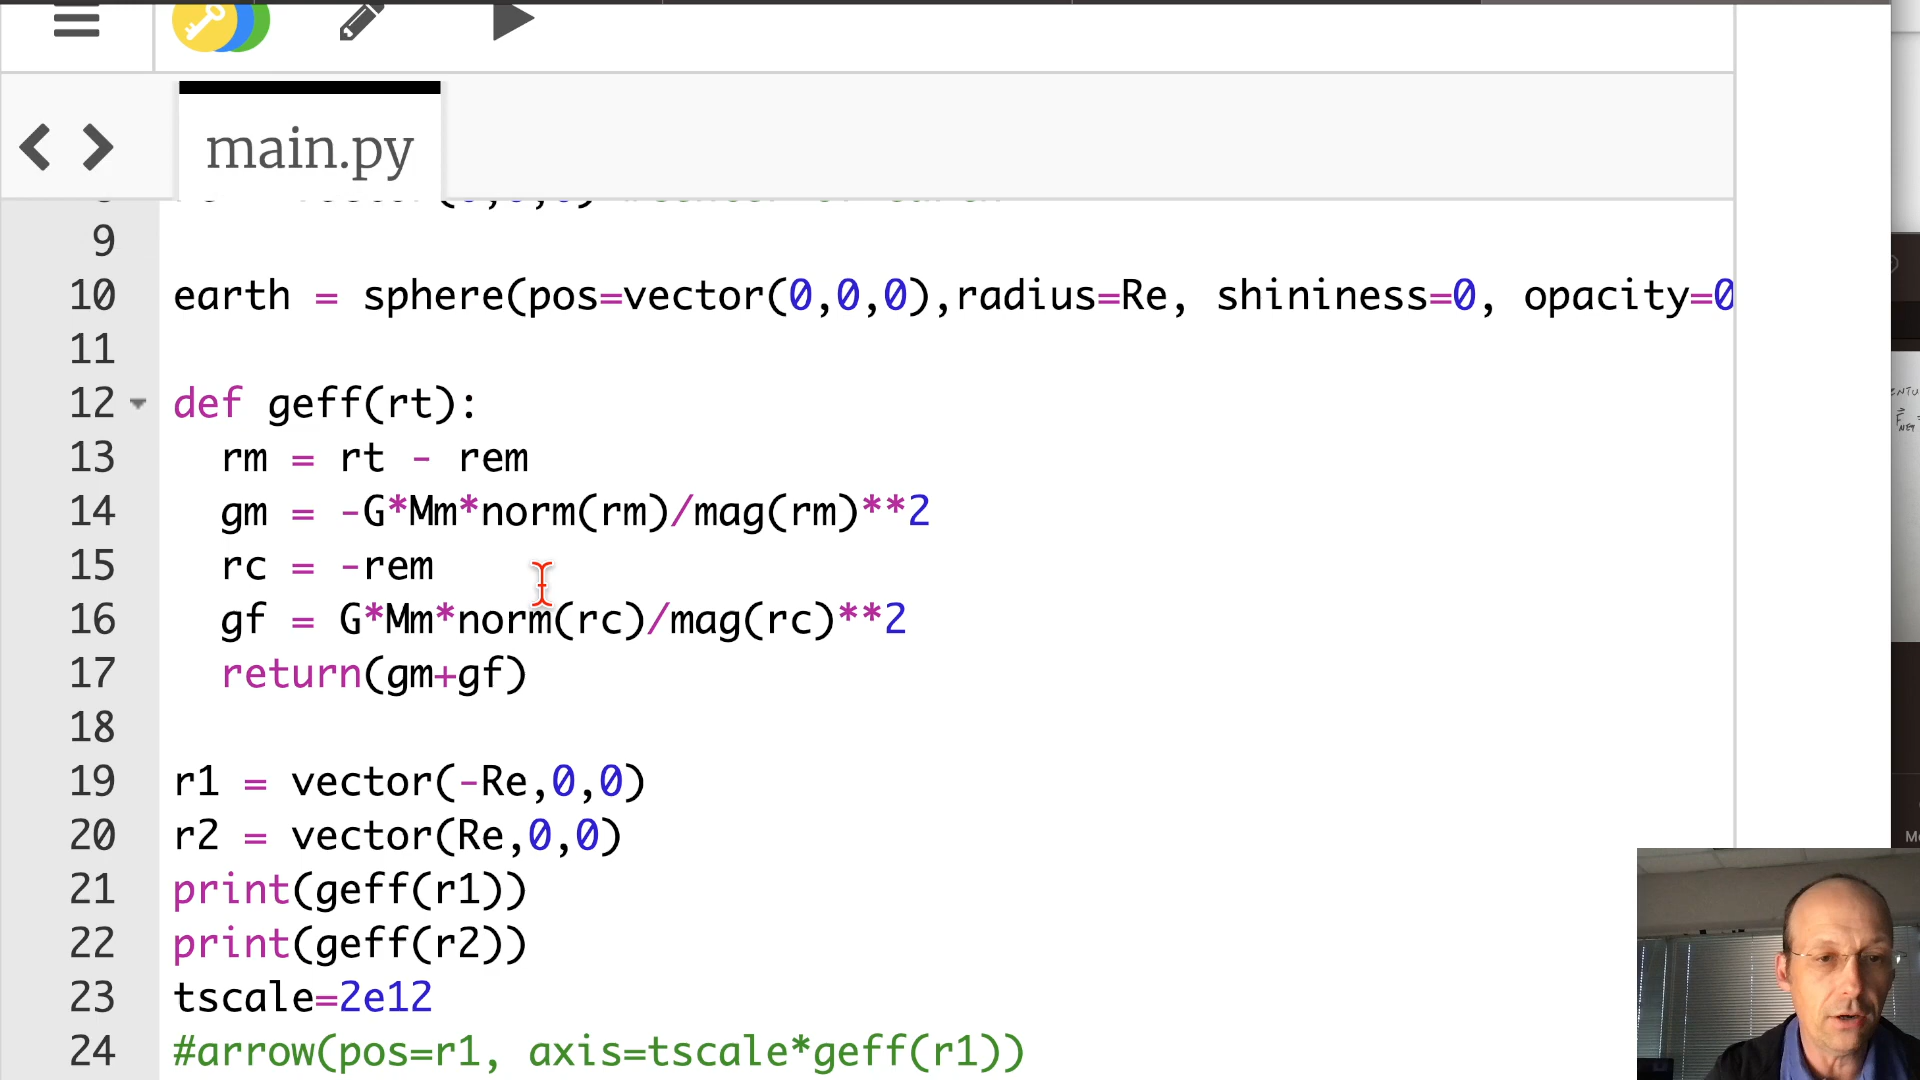 main.py
9
10 earth = sphere(pos=vector(0,0,0),radius=Re, shininess=0, opacity=0
11
12 def geff(rt):
13 rm = rt - rem
14 gm = -G*Mm*norm(rm)/mag(rm)**2
15 rc = -rem
16 gf = G*Mm*norm(rc)/mag(rc)**2
17 return(gm+gf)
18
19 r1 = vector(-Re,0,0)
20 r2 = vector(Re,0,0)
21 print(geff(r1))
22 print(geff(r2))
23 tscale=2e12
24 #arrow(pos=r1, axis=tscale*geff(r1))